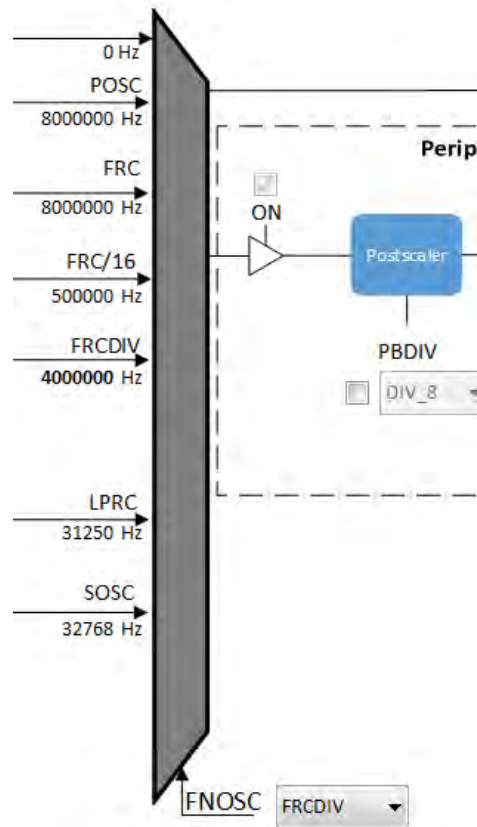 0 Hz
POSC
8000000 Hz
Perip
FRC
8000000 Hz
ON
FRC/16
500000 Hz
Postscaler
FRCDIV
4000000 Hz
PBDIV
DIV_8
LPRC
31250 Hz
SOSC
32768 Hz
FNOSC
FRCDIV